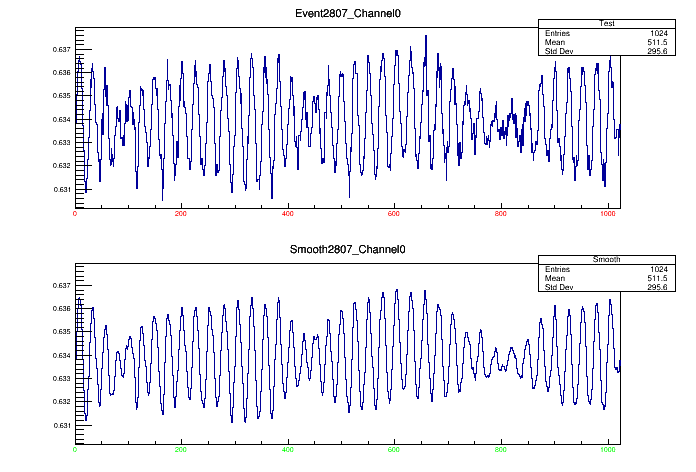 Event2807_Channel0
Test
Entries 1024
Mean 511.5
Std Dev 295.6
0.637
0.636
0.635
0.634
0.633
0.632
0.631
0 200 400 600 800 1000
Smooth2807_Channel0
Smooth
Entries 1024
Mean 511.5
Std Dev 295.6
0.637
0.636
0.635
0.634
0.633
0.632
0.631
0 200 400 600 800 1000